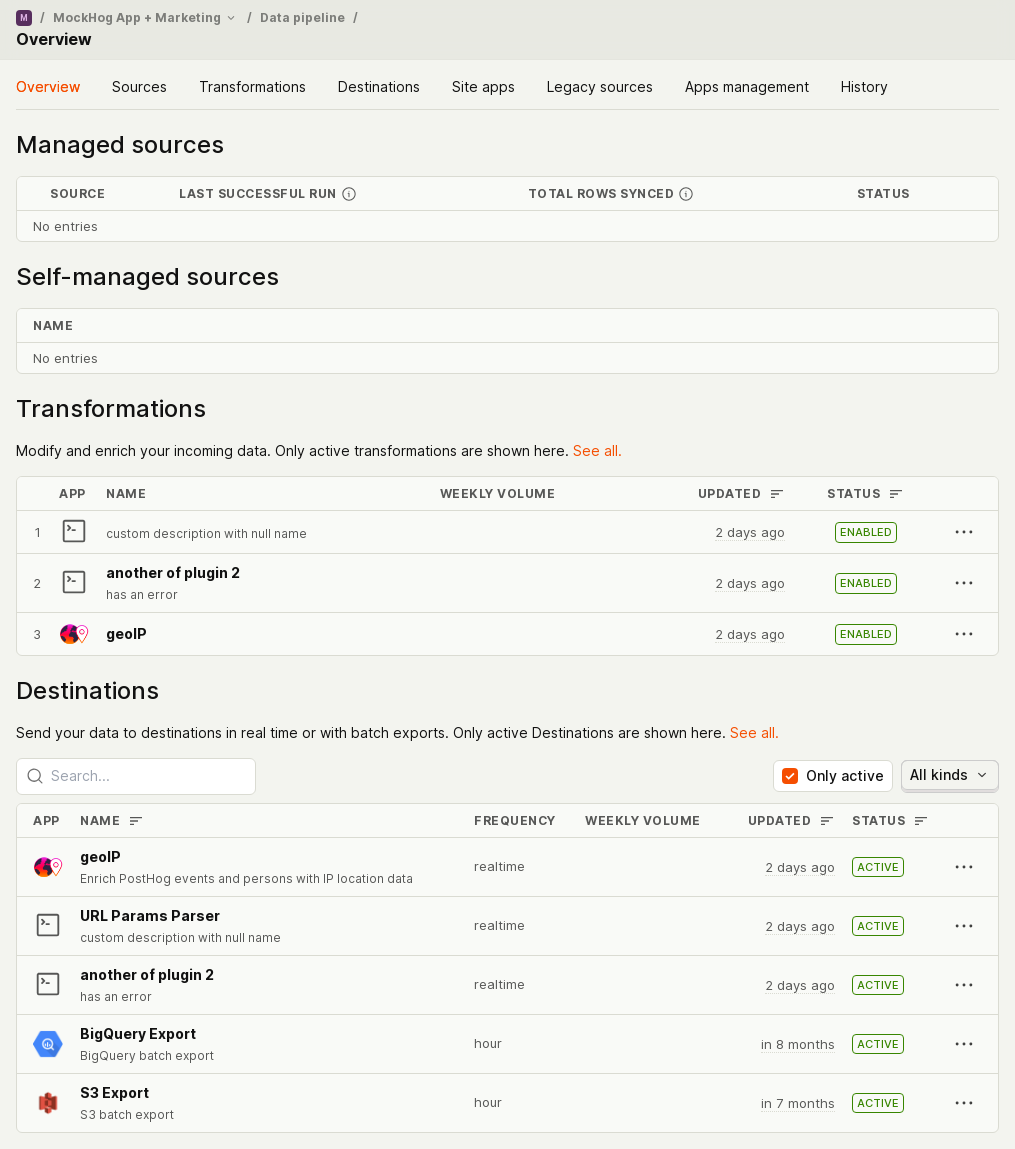 M / MockHog App + Marketing / Data pipeline /
Overview
Overview Sources Transformations Destinations Site apps Legacy sources Apps management History
Managed sources
SOURCE LAST SUCCESSFUL RUN TOTAL ROWS SYNCED STATUS
No entries
Self-managed sources
NAME
No entries
Transformations
Modify and enrich your incoming data. Only active transformations are shown here. See all.
APP NAME WEEKLY VOLUME UPDATED STATUS
1 custom description with null name 2 days ago ENABLED
2 another of plugin 2 2 days ago ENABLED
has an error
3 geoIP 2 days ago ENABLED
Destinations
Send your data to destinations in real time or with batch exports. Only active Destinations are shown here. See all.
Search... Only active All kinds
APP NAME FREQUENCY WEEKLY VOLUME UPDATED STATUS
geoIP realtime 2 days ago ACTIVE
Enrich PostHog events and persons with IP location data
URL Params Parser realtime 2 days ago ACTIVE
custom description with null name
another of plugin 2 realtime 2 days ago ACTIVE
has an error
BigQuery Export hour in 8 months ACTIVE
BigQuery batch export
S3 Export hour in 7 months ACTIVE
S3 batch export